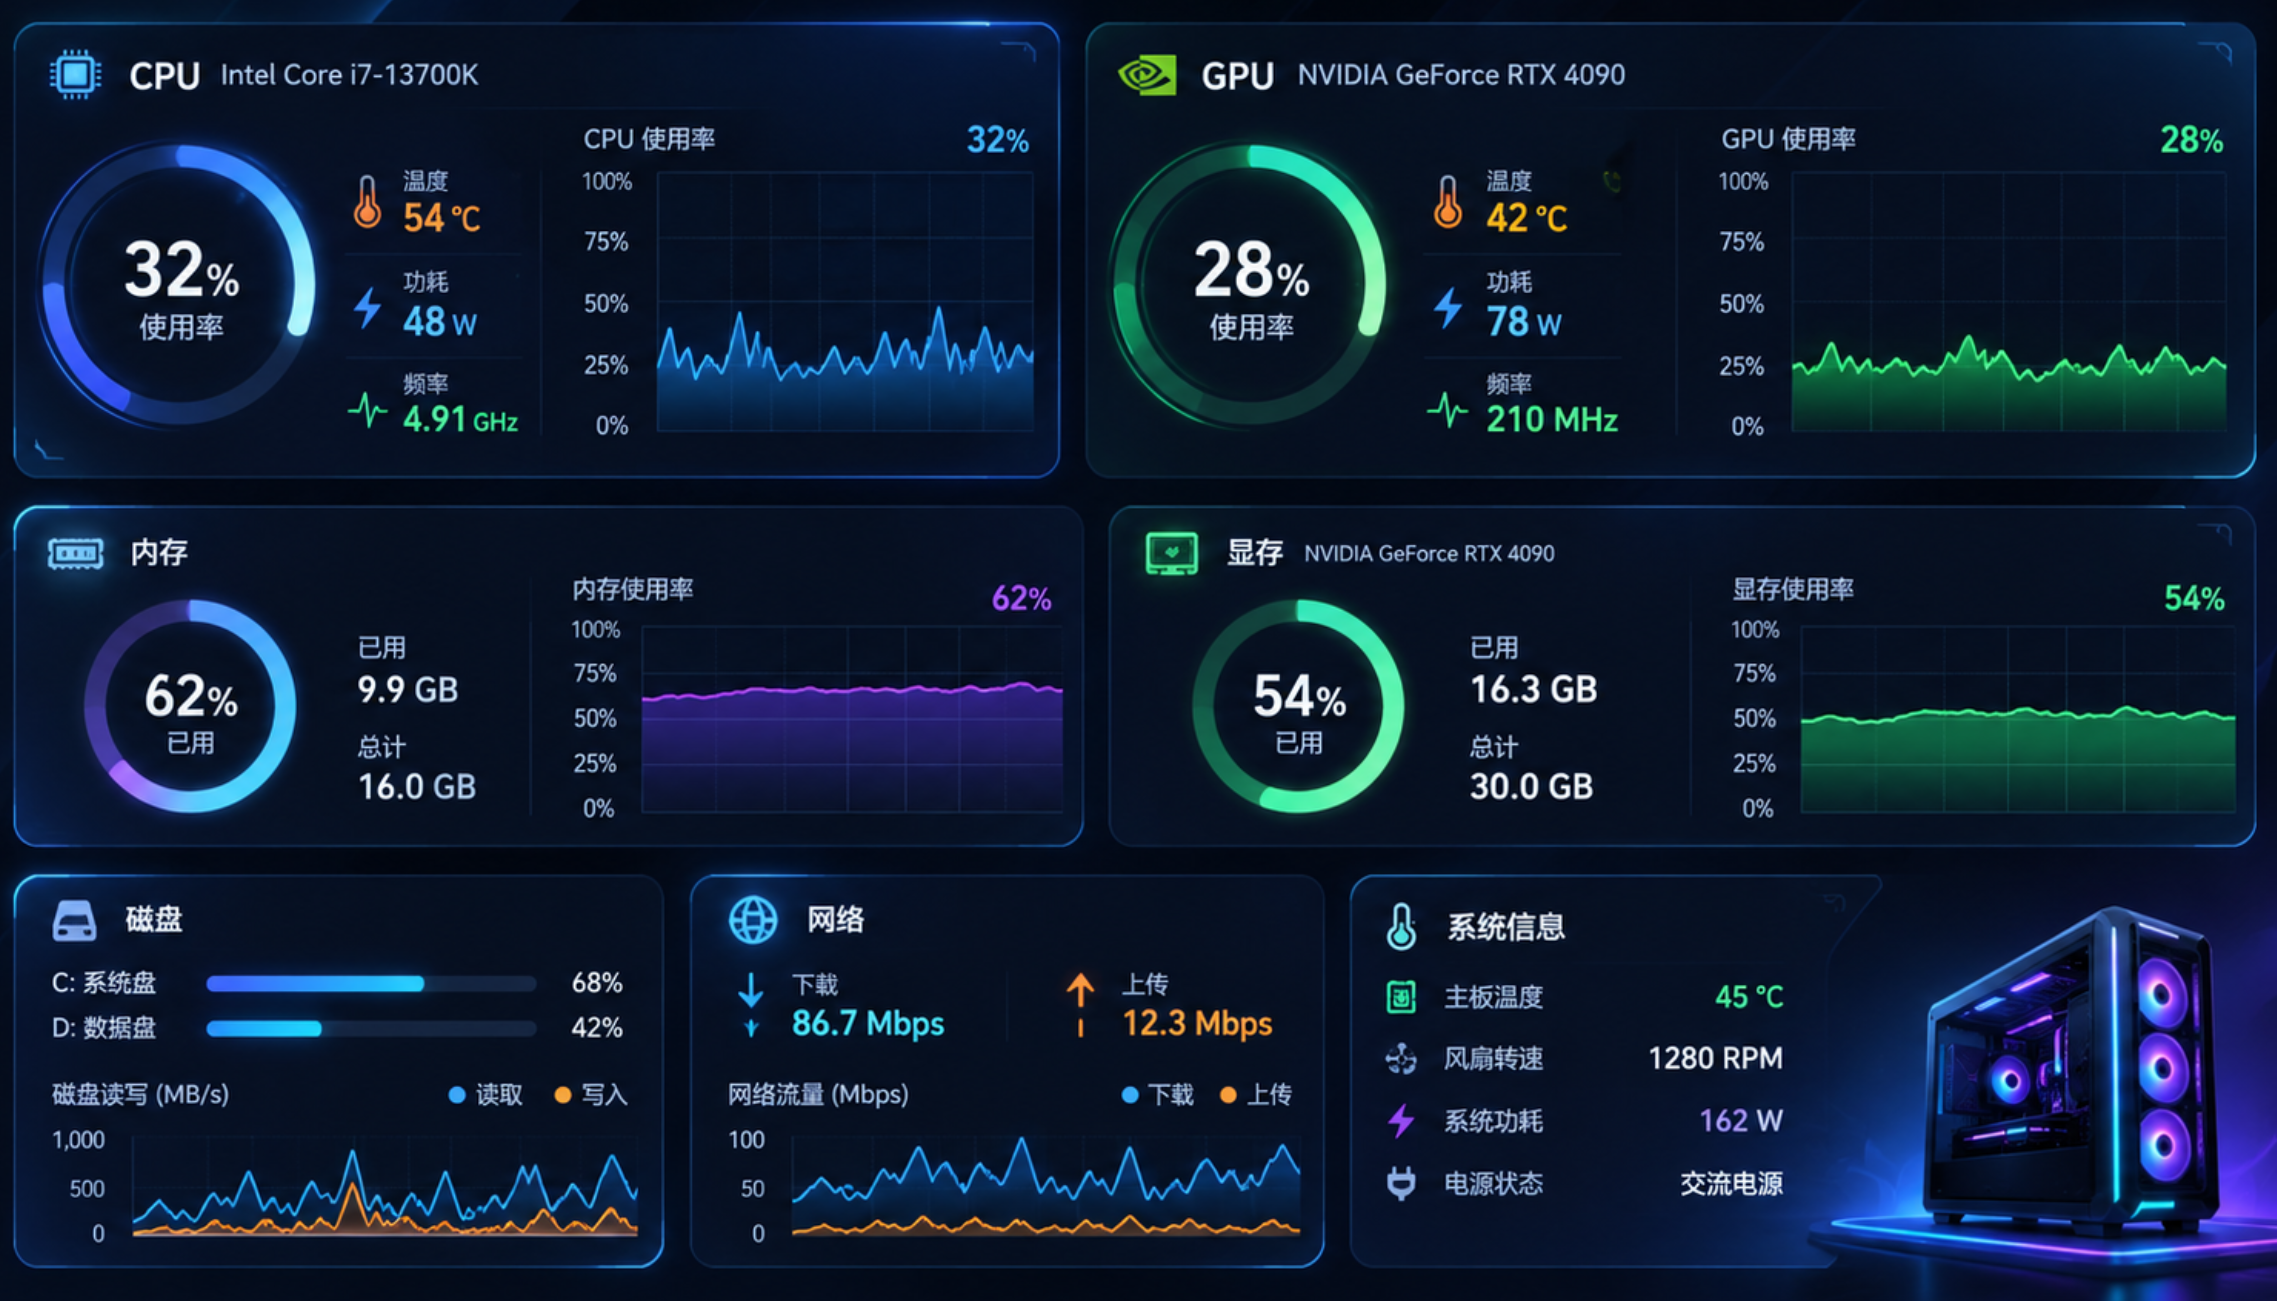 CPU Intel Core i7-13700K
32%
使用率
温度
54 °C
功耗
48 W
频率
4.91 GHz
CPU 使用率 32%
100%
75%
50%
25%
0%
GPU NVIDIA GeForce RTX 4090
28%
使用率
温度
42 °C
功耗
78 W
频率
210 MHz
GPU 使用率 28%
100%
75%
50%
25%
0%
内存
62%
已用
已用
9.9 GB
总计
16.0 GB
内存使用率 62%
100%
75%
50%
25%
0%
显存 NVIDIA GeForce RTX 4090
54%
已用
已用
16.3 GB
总计
30.0 GB
显存使用率 54%
100%
75%
50%
25%
0%
磁盘
C: 系统盘 68%
D: 数据盘 42%
磁盘读写 (MB/s) 读取 写入
1,000
500
0
网络
下载
86.7 Mbps
上传
12.3 Mbps
网络流量 (Mbps) 下载 上传
100
50
0
系统信息
主板温度 45 °C
风扇转速 1280 RPM
系统功耗 162 W
电源状态 交流电源